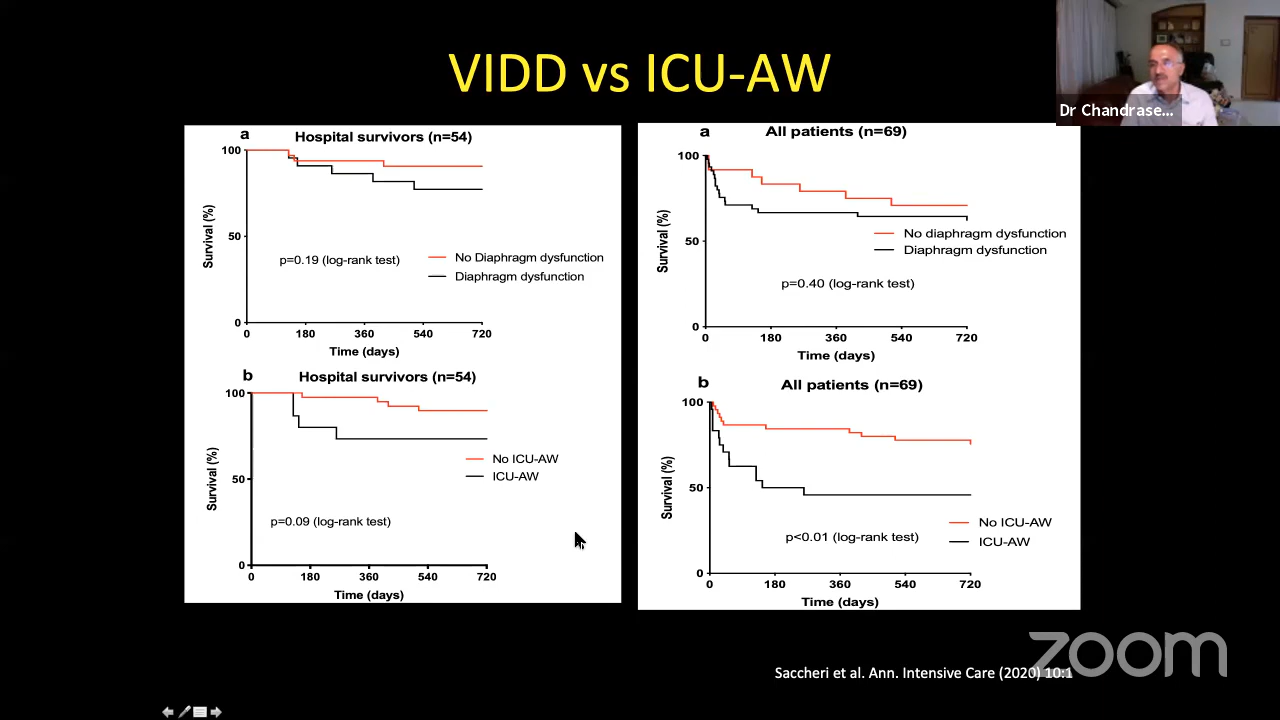 VIDD vs ICU-AW
Dr Chandrase...
a
Hospital survivors (n=54)
100
50
0
Survival (%)
p=0.19 (log-rank test)
No Diaphragm dysfunction
Diaphragm dysfunction
0 180 360 540 720
Time (days)
b
Hospital survivors (n=54)
100
50
0
Survival (%)
No ICU-AW
ICU-AW
p=0.09 (log-rank test)
0 180 360 540 720
Time (days)
a
All patients (n=69)
100
50
0
Survival (%)
No diaphragm dysfunction
Diaphragm dysfunction
p=0.40 (log-rank test)
0 180 360 540 720
Time (days)
b
All patients (n=69)
100
50
0
Survival (%)
No ICU-AW
ICU-AW
p<0.01 (log-rank test)
0 180 360 540 720
Time (days)
zoom
Saccheri et al. Ann. Intensive Care (2020) 10:1